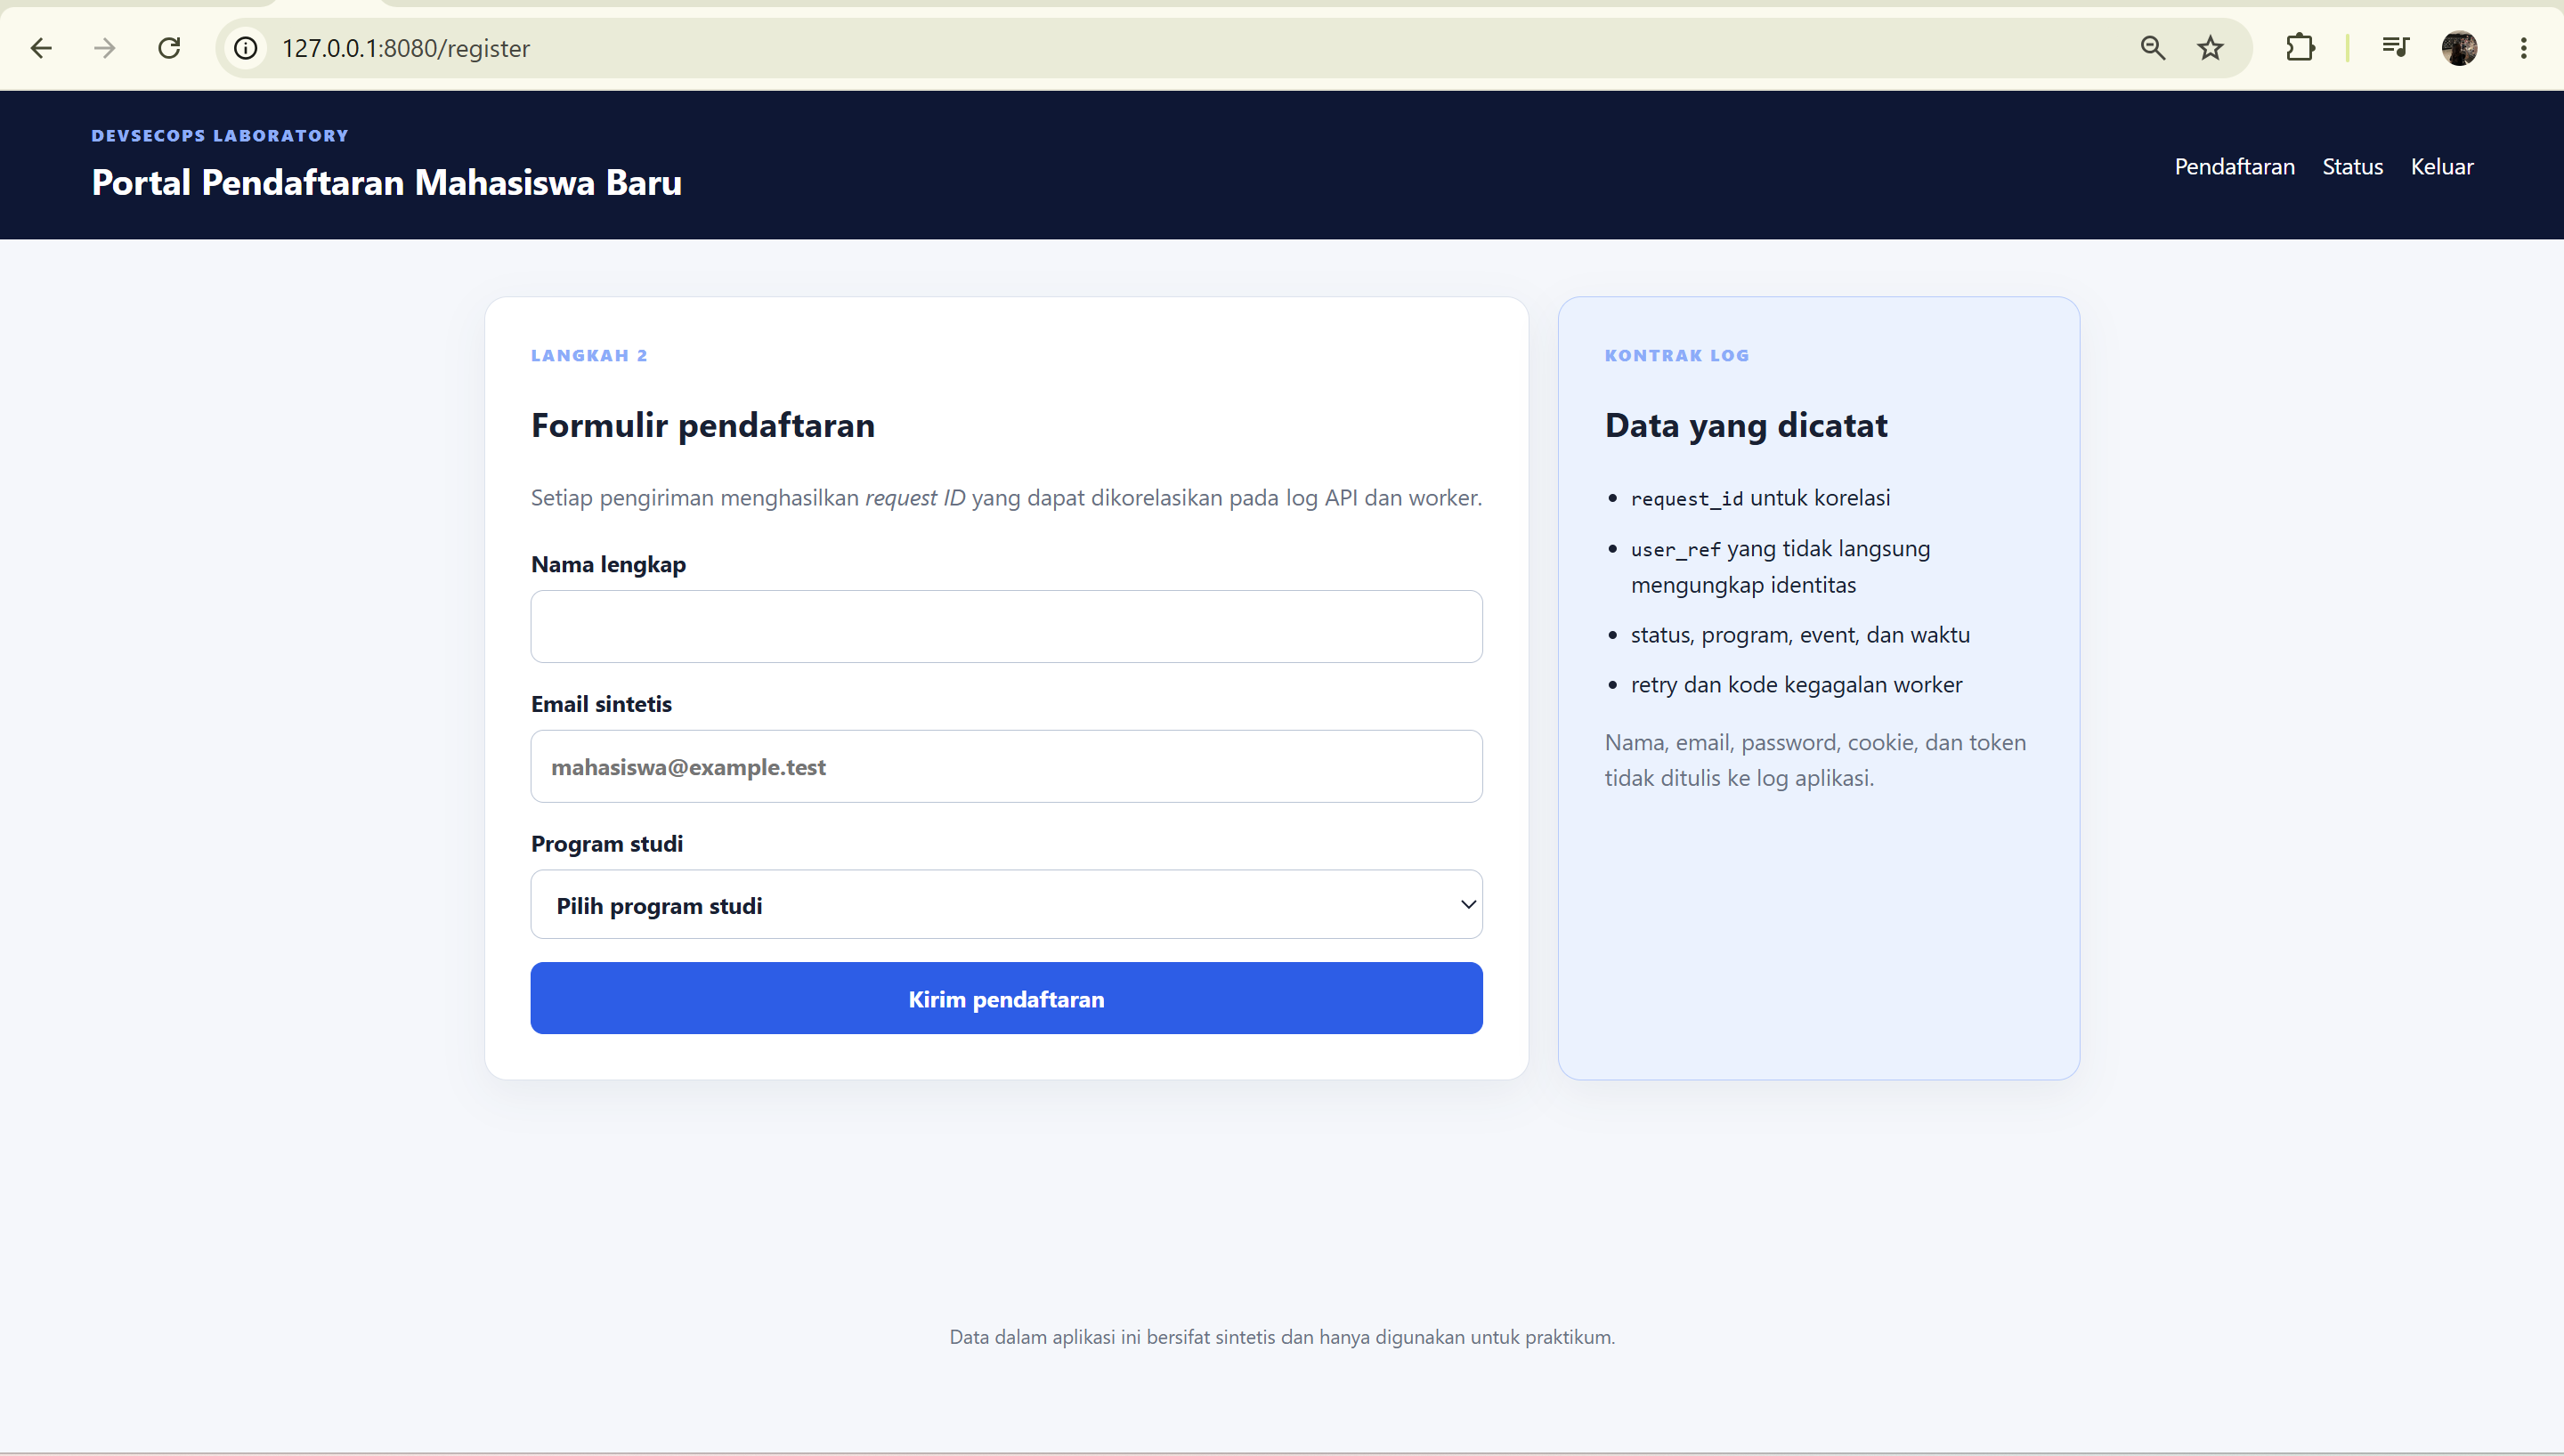 127.0.0.1:8080/register
DEVSECOPS LABORATORY
Portal Pendaftaran Mahasiswa Baru
Pendaftaran Status Keluar
LANGKAH 2
Formulir pendaftaran
Setiap pengiriman menghasilkan request ID yang dapat dikorelasikan pada log API dan worker.
Nama lengkap
Email sintetis
mahasiswa@example.test
Program studi
Pilih program studi
Kirim pendaftaran
KONTRAK LOG
Data yang dicatat
• request_id untuk korelasi
• user_ref yang tidak langsung
mengungkap identitas
• status, program, event, dan waktu
• retry dan kode kegagalan worker
Nama, email, password, cookie, dan token
tidak ditulis ke log aplikasi.
Data dalam aplikasi ini bersifat sintetis dan hanya digunakan untuk praktikum.